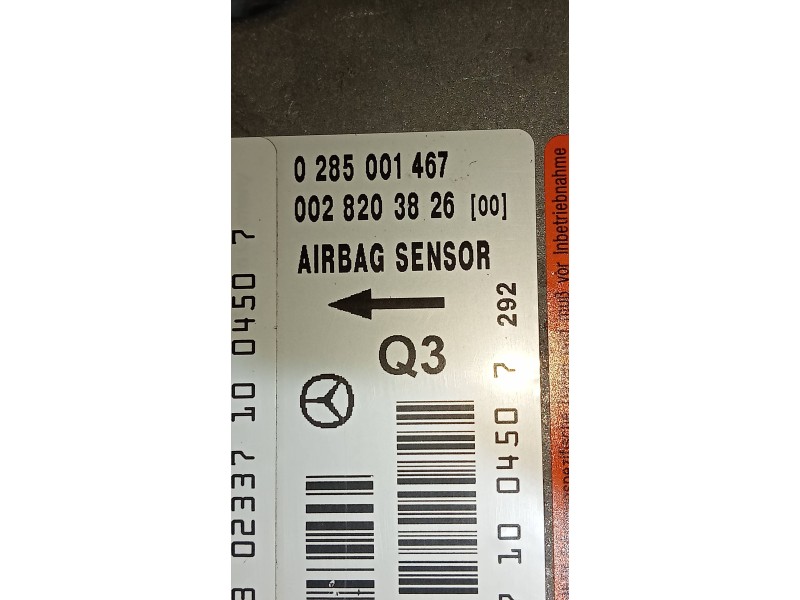 0 285 001 467
002 820 38 26 [00]
AIRBAG SENSOR
292
Q3
02337 10 0450 7
10 0450 7
muß vor Inbetriebnahme